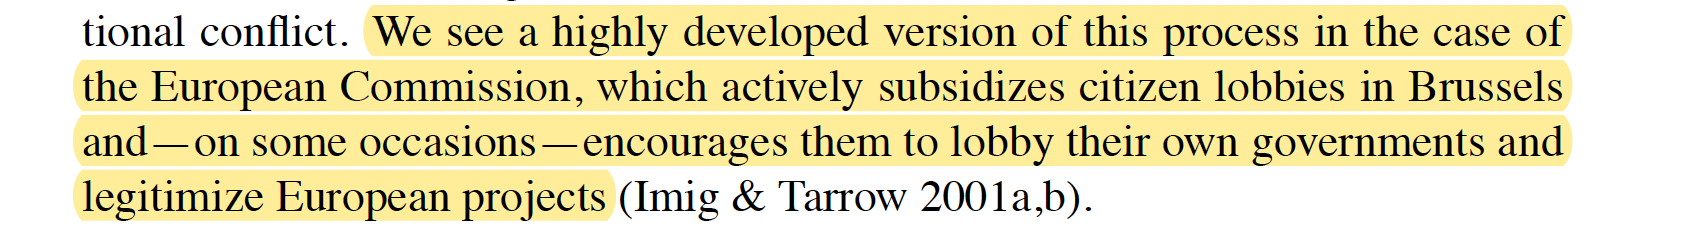 tional conflict. We see a highly developed version of this process in the case of
the European Commission, which actively subsidizes citizen lobbies in Brussels
and—on some occasions—encourages them to lobby their own governments and
legitimize European projects (Imig & Tarrow 2001a,b).